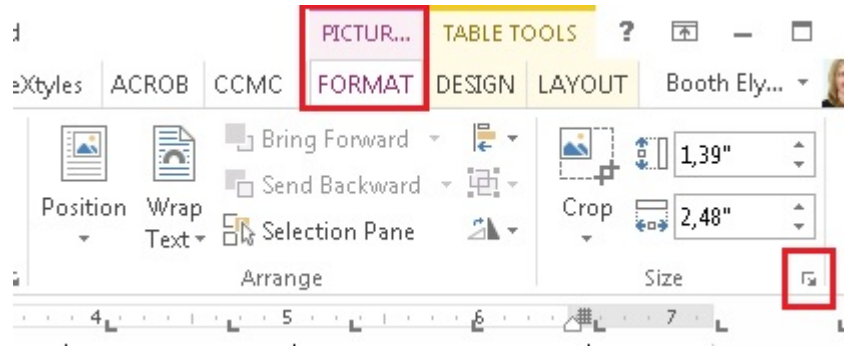 d PICTUR... TABLE TOOLS ?
eXtyles ACROB CCMC FORMAT DESIGN LAYOUT Booth Ely...
Bring Forward 1,39"
Send Backward
Position Wrap Text Selection Pane Crop 2,48"
Arrange Size
4 5 6 7